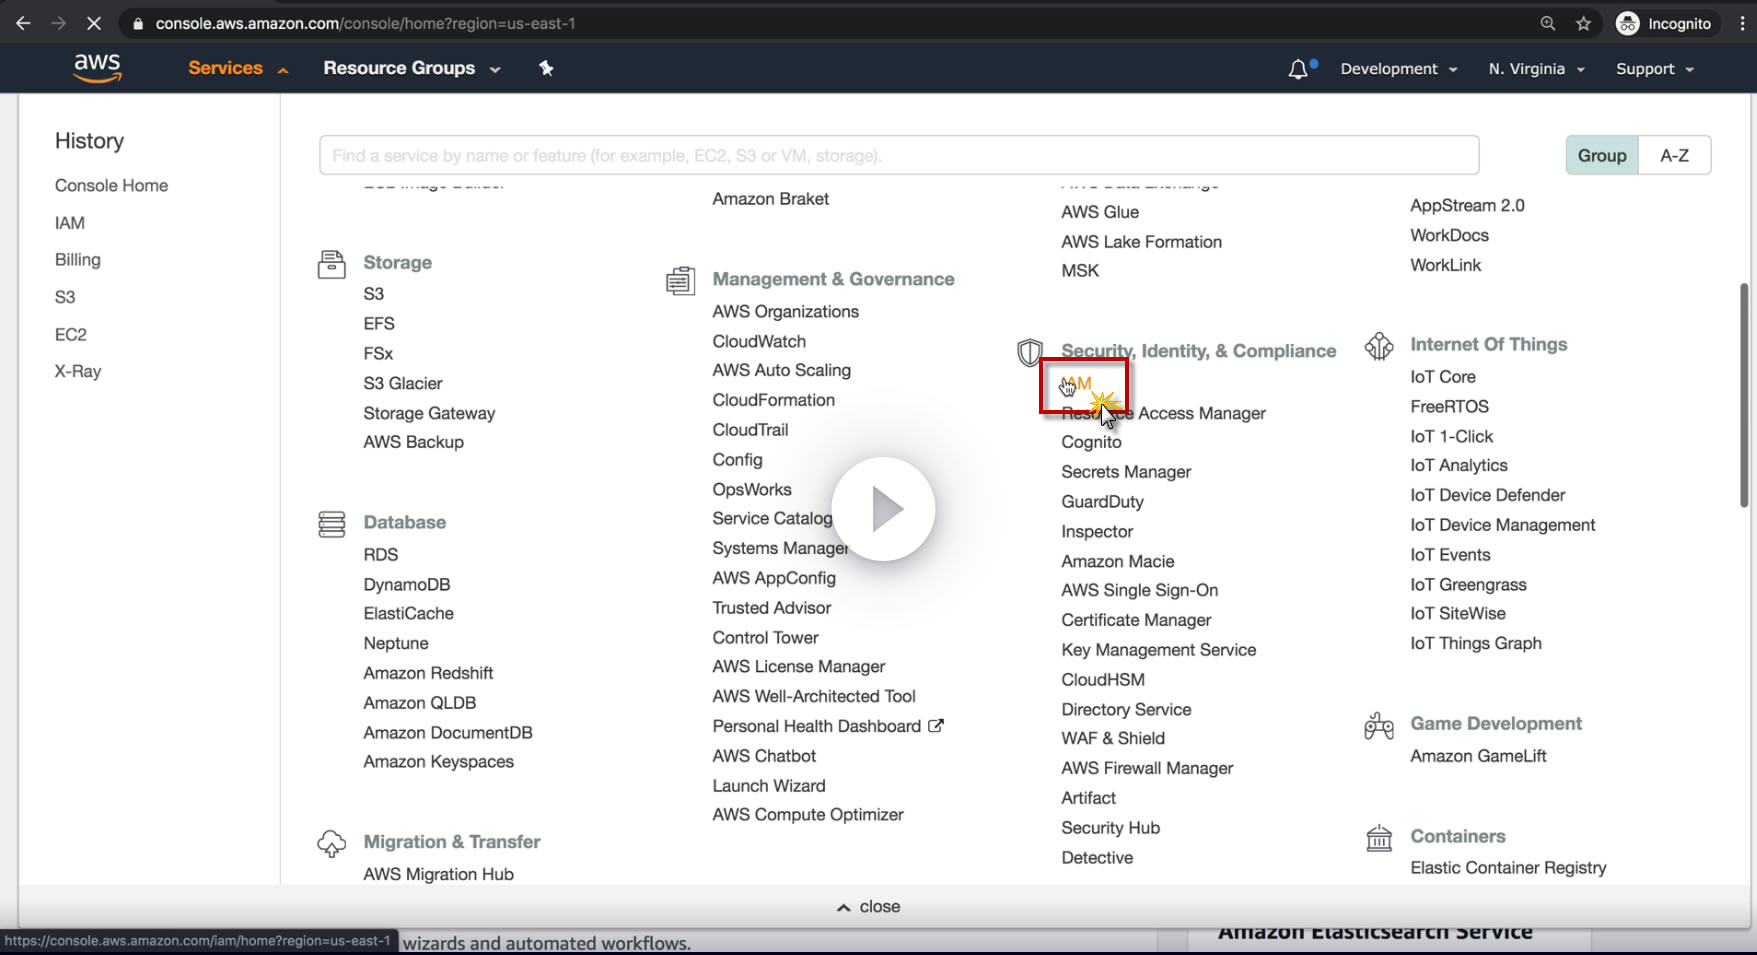 console.aws.amazon.com/console/home?region=us-east-1
Incognito
aws
Services
Resource Groups
Development
N. Virginia
Support
History
Console Home
IAM
Billing
S3
EC2
X-Ray
Find a service by name or feature (for example, EC2, S3 or VM, storage).
Group
A-Z
Storage
S3
EFS
FSx
S3 Glacier
Storage Gateway
AWS Backup
Database
RDS
DynamoDB
ElastiCache
Neptune
Amazon Redshift
Amazon QLDB
Amazon DocumentDB
Amazon Keyspaces
Migration & Transfer
AWS Migration Hub
Amazon Braket
Management & Governance
AWS Organizations
CloudWatch
AWS Auto Scaling
CloudFormation
CloudTrail
Config
OpsWorks
Service Catalog
Systems Manager
AWS AppConfig
Trusted Advisor
Control Tower
AWS License Manager
AWS Well-Architected Tool
Personal Health Dashboard
AWS Chatbot
Launch Wizard
AWS Compute Optimizer
AWS Data Exchange
AWS Glue
AWS Lake Formation
MSK
Security, Identity, & Compliance
IAM
Resource Access Manager
Cognito
Secrets Manager
GuardDuty
Inspector
Amazon Macie
AWS Single Sign-On
Certificate Manager
Key Management Service
CloudHSM
Directory Service
WAF & Shield
AWS Firewall Manager
Artifact
Security Hub
Detective
AppStream 2.0
WorkDocs
WorkLink
Internet Of Things
IoT Core
FreeRTOS
IoT 1-Click
IoT Analytics
IoT Device Defender
IoT Device Management
IoT Events
IoT Greengrass
IoT SiteWise
IoT Things Graph
Game Development
Amazon GameLift
Containers
Elastic Container Registry
close
https://console.aws.amazon.com/iam/home?region=us-east-1
wizards and automated workflows.
Amazon Elasticsearch Service